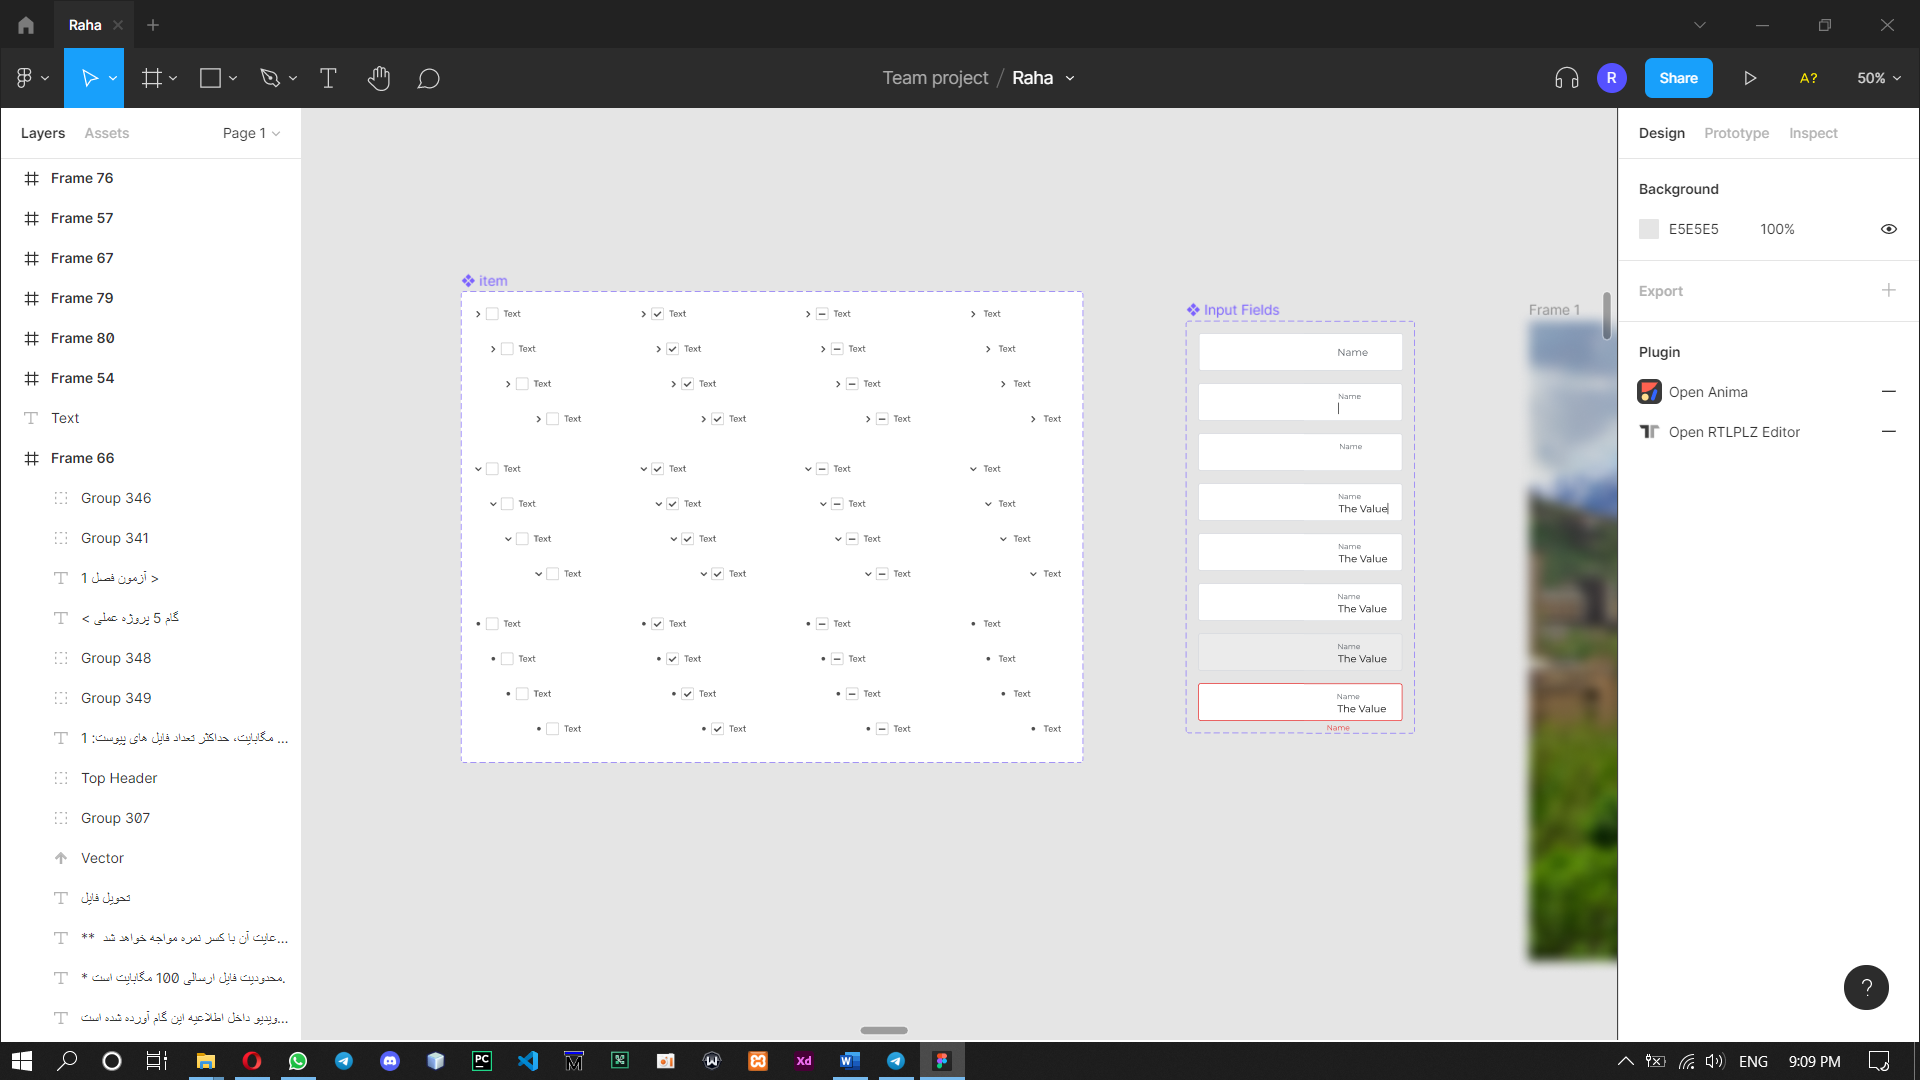 Raha
Team project / Raha
R
Share
A?
50%
Layers
Assets
Page 1
Design
Prototype
Inspect
Frame 76
Frame 57
Frame 67
Frame 79
Frame 80
Frame 54
Text
Frame 66
Group 346
Group 341
آزمون فصل 1 >
گام 5 پروژه عملی >
Group 348
Group 349
... مگابایت، حداکثر تعداد فایل های پیوست: 1
Top Header
Group 307
Vector
تحویل فایل
** عایت آن با کسر نمره مواجه خواهد شد...
* محدودیت فایل ارسالی 100 مگابایت است.
ویدیو داخل اطلاعیه این گام آورده شده است...
item
Text Text Text Text
Text Text Text Text
Text Text Text Text
Text Text Text Text
Text Text Text Text
Text Text Text Text
Text Text Text Text
Text Text Text Text
Text Text Text Text
Text Text Text Text
Text Text Text Text
Text Text Text Text
Input Fields
Name
Name
Name
Name
The Value
Name
The Value
Name
The Value
Name
The Value
Name
The Value
Name
Frame 1
Background
E5E5E5 100%
Export
Plugin
Open Anima
Open RTLPLZ Editor
?
PC
Xd
W
ENG
9:09 PM